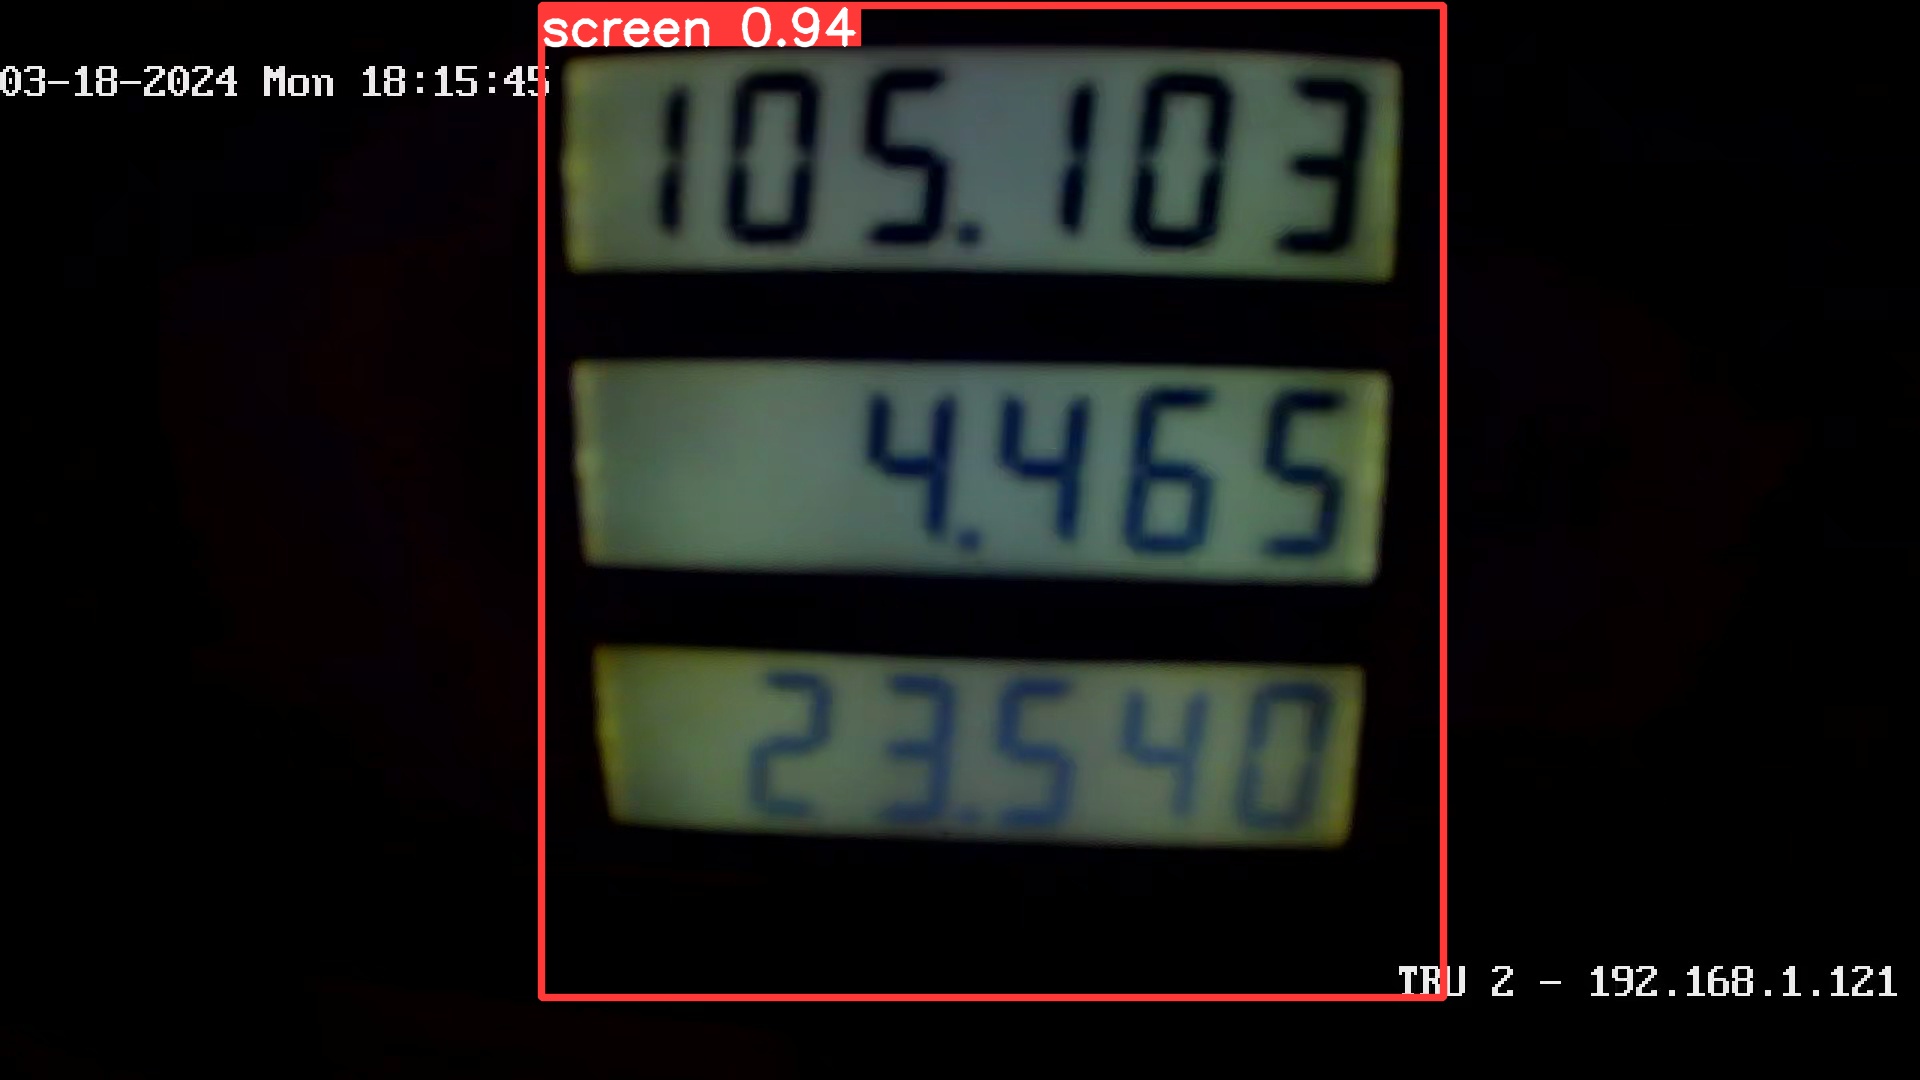 screen 0.94
03-18-2024 Mon 18:15:45
105.103
4.465
23.540
TRU 2 - 192.168.1.121